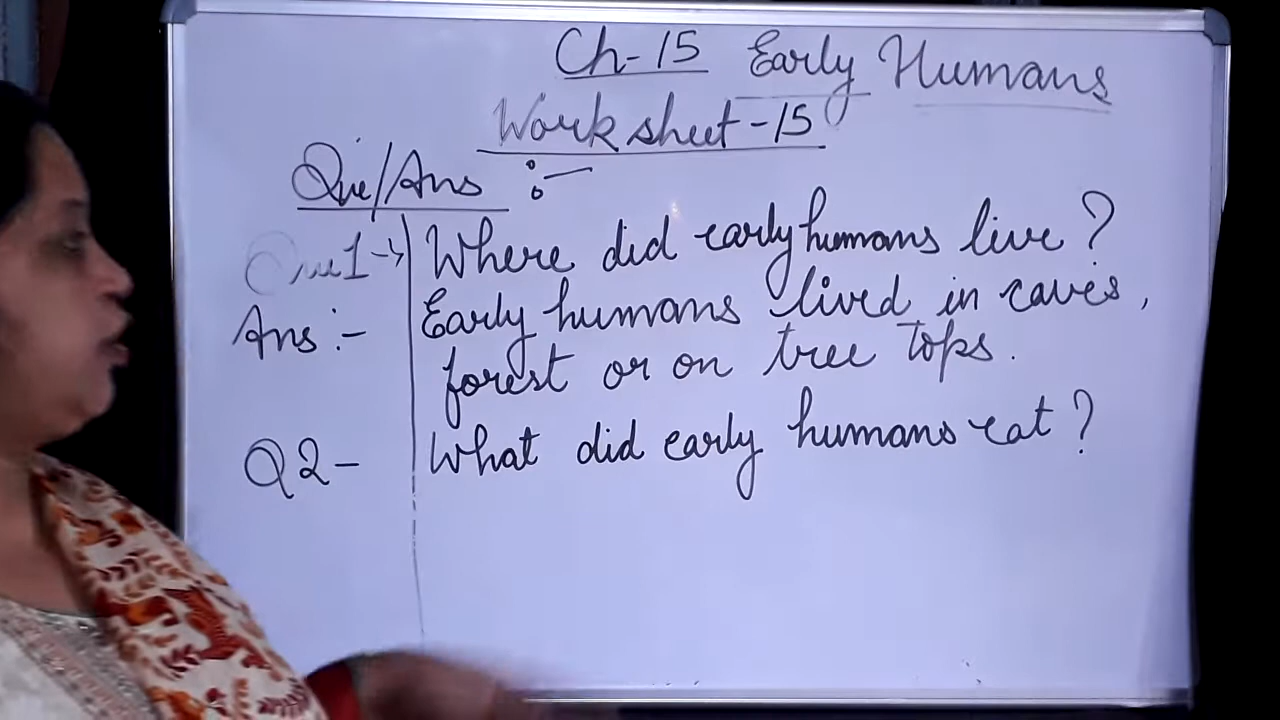 Ch-15 Early Humans
Worksheet-15
Que/Ans :-
Que1→ Where did early humans live?
Ans:- Early humans lived in caves,
forest or on tree tops.
Q2- What did early humans eat?